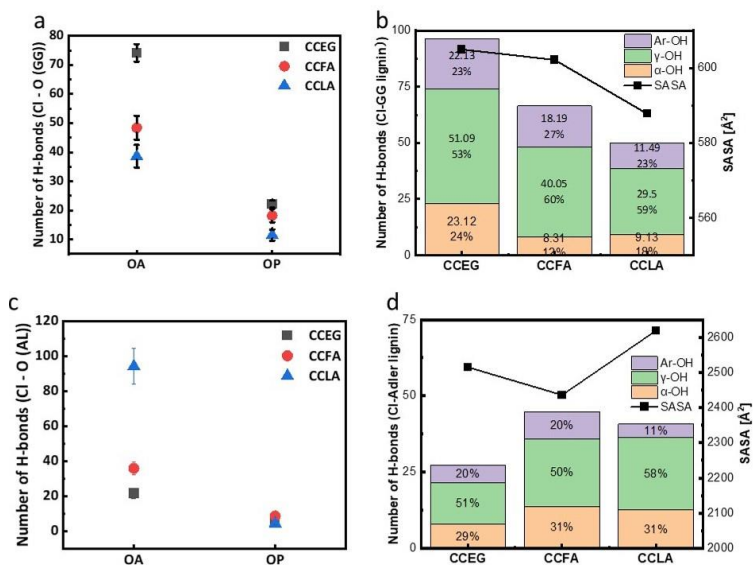 a
Number of H-bonds (Cl - O (GG))
80
70
60
50
40
30
20
10
OA
OP
CCEG
CCFA
CCLA
b
Number of H-bonds (Cl-GG lignin))
100
75
50
25
0
22.13
23%
51.09
53%
23.12
24%
18.19
27%
40.05
60%
8.31
12%
11.49
23%
29.5
59%
9.13
18%
CCEG
CCFA
CCLA
Ar-OH
γ-OH
α-OH
SASA
600
580
560
SASA [Å²]
c
Number of H-bonds (Cl - O (AL))
120
100
80
60
40
20
0
OA
OP
CCEG
CCFA
CCLA
d
Number of H-bonds (Cl-Adler lignin)
75
50
25
0
20%
51%
29%
20%
50%
31%
11%
58%
31%
CCEG
CCFA
CCLA
Ar-OH
γ-OH
α-OH
SASA
2600
2500
2400
2300
2200
2100
2000
SASA [Å²]